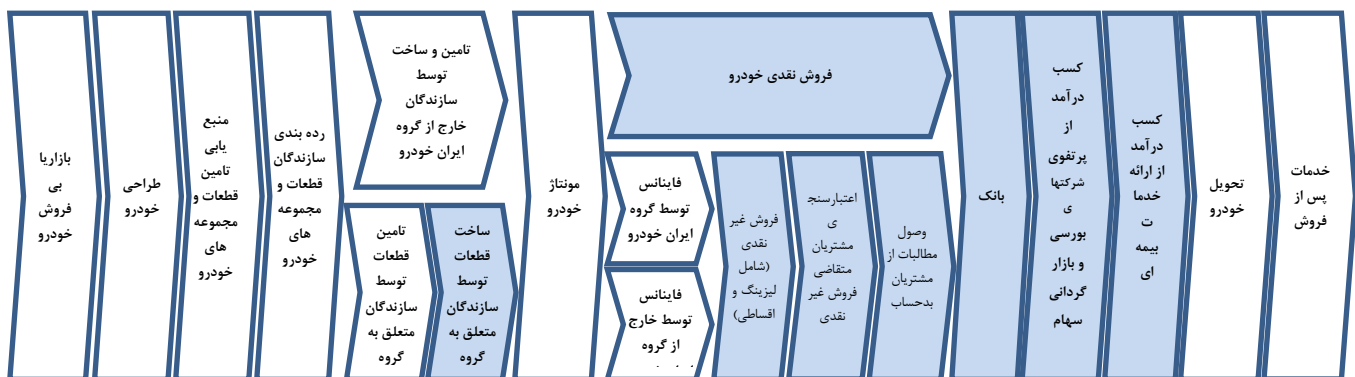 بازاریا
بی
فروش
خودرو
طراحی
خودرو
منبع
یابی
تامین
قطعات و
مجموعه
های
خودرو
رده بندی
سازندگان
قطعات و
مجموعه
های
خودرو
تامین و ساخت
توسط
سازندگان
خارج از گروه
ایران خودرو
تامین
قطعات
توسط
سازندگان
متعلق به
گروه
ساخت
قطعات
توسط
سازندگان
متعلق به
گروه
مونتاژ
خودرو
فروش نقدی خودرو
فاینانس
توسط گروه
ایران خودرو
فاینانس
توسط خارج
از گروه
فروش غیر
نقدی
(شامل
لیزینگ و
اقساطی)
اعتبارسنج
ی
مشتریان
متقاضی
فروش غیر
نقدی
وصول
مطالبات از
مشتریان
بدحساب
بانک
کسب
درآمد
از
پرتفوی
شرکتها
ی
بورسی
و بازار
گردانی
سهام
کسب
درآمد
از ارائه
خدما
ت
بیمه
ای
تحویل
خودرو
خدمات
پس از
فروش